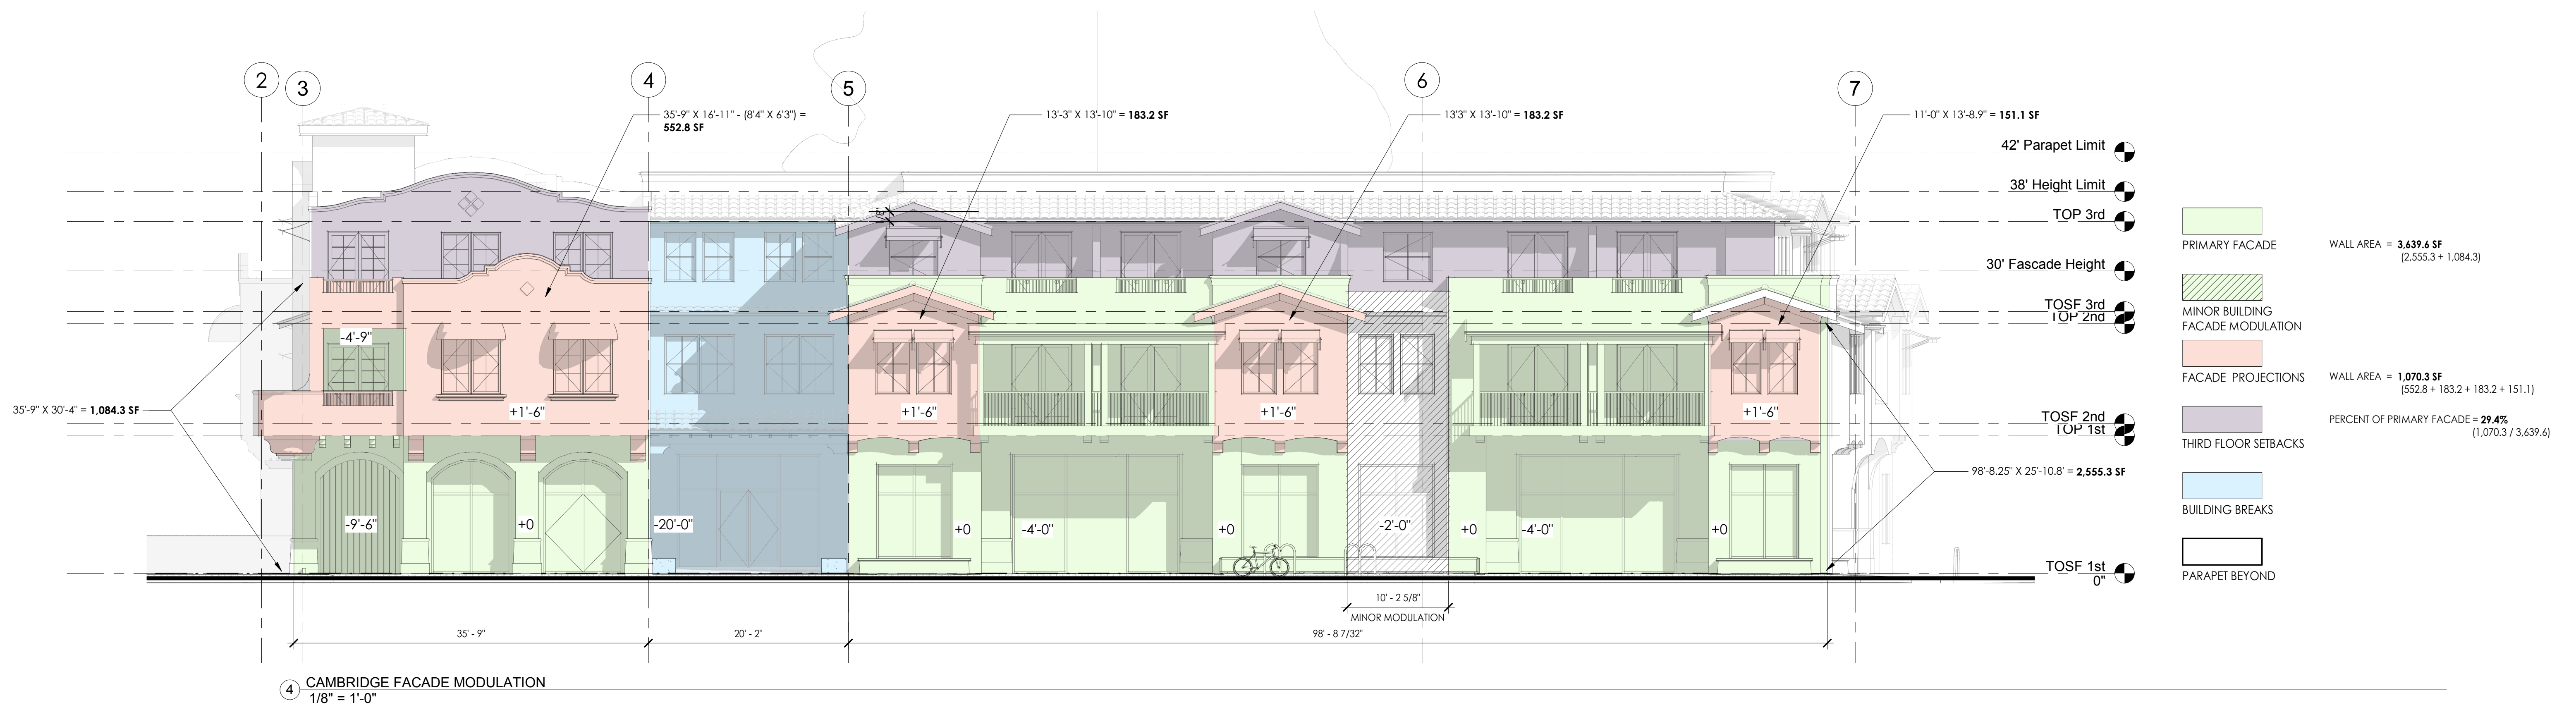 2
3
4
5
6
7
35'-9" X 16'-11" - (8'4" X 6'3") =
552.8 SF
13'-3" X 13'-10" = 183.2 SF
13'3" X 13'-10" = 183.2 SF
11'-0" X 13'-8.9" = 151.1 SF
42' Parapet Limit
38' Height Limit
TOP 3rd
30' Fascade Height
TOSF 3rd
TOP 2nd
TOSF 2nd
TOP 1st
TOSF 1st
0"
-4'-9"
+1'-6"
+1'-6"
+1'-6"
+1'-6"
35'-9" X 30'-4" = 1,084.3 SF
98'-8.25" X 25'-10.8' = 2,555.3 SF
-9'-6"
+0
-20'-0"
+0
-4'-0"
+0
-2'-0"
+0
-4'-0"
+0
10' - 2 5/8"
MINOR MODULATION
35' - 9"
20' - 2"
98' - 8 7/32"
PRIMARY FACADE
WALL AREA = 3,639.6 SF
(2,555.3 + 1,084.3)
MINOR BUILDING
FACADE MODULATION
FACADE PROJECTIONS
WALL AREA = 1,070.3 SF
(552.8 + 183.2 + 183.2 + 151.1)
THIRD FLOOR SETBACKS
PERCENT OF PRIMARY FACADE = 29.4%
(1,070.3 / 3,639.6)
BUILDING BREAKS
PARAPET BEYOND
4
CAMBRIDGE FACADE MODULATION
1/8" = 1'-0"